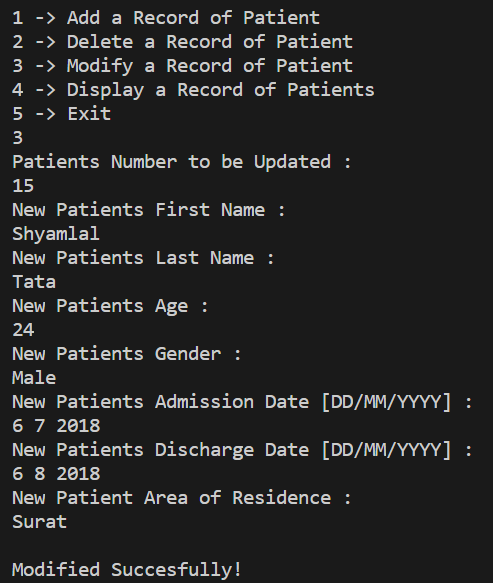 1 -> Add a Record of Patient
2 -> Delete a Record of Patient
3 -> Modify a Record of Patient
4 -> Display a Record of Patients
5 -> Exit
3
Patients Number to be Updated :
15
New Patients First Name :
Shyamlal
New Patients Last Name :
Tata
New Patients Age :
24
New Patients Gender :
Male
New Patients Admission Date [DD/MM/YYYY] :
6 7 2018
New Patients Discharge Date [DD/MM/YYYY] :
6 8 2018
New Patient Area of Residence :
Surat
Modified Succesfully!